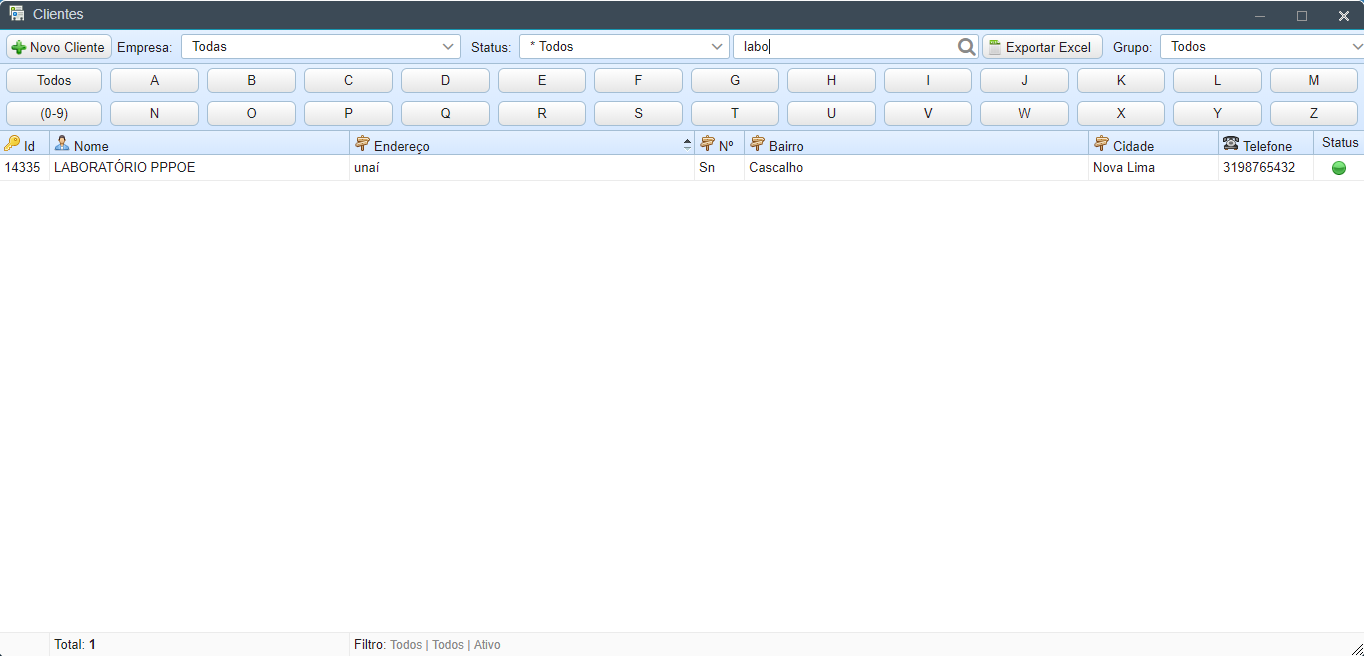 Clientes
Novo Cliente Empresa: Todas Status: * Todos labo Exportar Excel Grupo: Todos
Todos A B C D E F G H I J K L M
(0-9) N O P Q R S T U V W X Y Z
Id Nome Endereço Nº Bairro Cidade Telefone Status
14335 LABORATÓRIO PPPOE unaí Sn Cascalho Nova Lima 3198765432
Total: 1 Filtro: Todos | Todos | Ativo